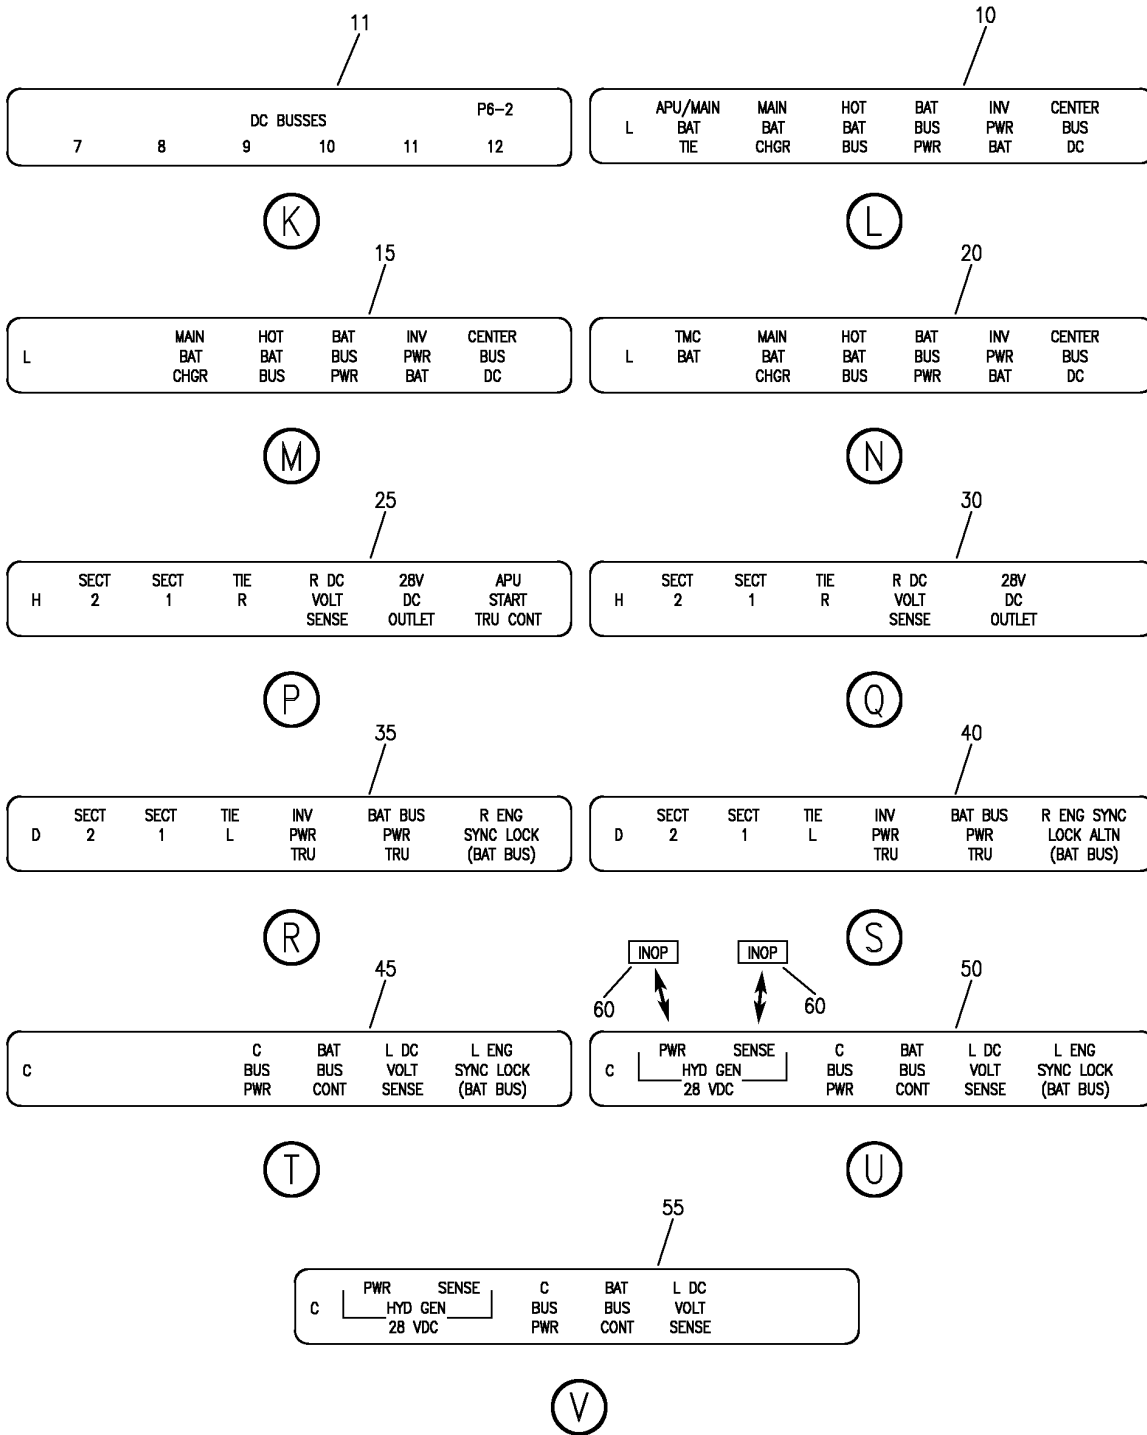 11
10
P6-2
DC BUSSES
7 8 9 10 11 12
APU/MAIN MAIN HOT BAT INV CENTER
L BAT BAT BAT BUS PWR BUS
TIE CHGR BUS PWR BAT DC
K
L
15
20
MAIN HOT BAT INV CENTER
L BAT BAT BUS PWR BUS
CHGR BUS PWR BAT DC
TMC MAIN HOT BAT INV CENTER
L BAT BAT BAT BUS PWR BUS
CHGR BUS PWR BAT DC
M
N
25
30
SECT SECT TIE R DC 28V APU
H 2 1 R VOLT DC START
SENSE OUTLET TRU CONT
SECT SECT TIE R DC 28V
H 2 1 R VOLT DC
SENSE OUTLET
P
Q
35
40
SECT SECT TIE INV BAT BUS R ENG
D 2 1 L PWR PWR SYNC LOCK
TRU TRU (BAT BUS)
SECT SECT TIE INV BAT BUS R ENG SYNC
D 2 1 L PWR PWR LOCK ALTN
TRU TRU (BAT BUS)
R
S
INOP INOP
45
60 60
50
C BAT L DC L ENG
C BUS BUS VOLT SYNC LOCK
PWR CONT SENSE (BAT BUS)
PWR SENSE C BAT L DC L ENG
C HYD GEN BUS BUS VOLT SYNC LOCK
28 VDC PWR CONT SENSE (BAT BUS)
T
U
55
PWR SENSE C BAT L DC
C HYD GEN BUS BUS VOLT
28 VDC PWR CONT SENSE
V